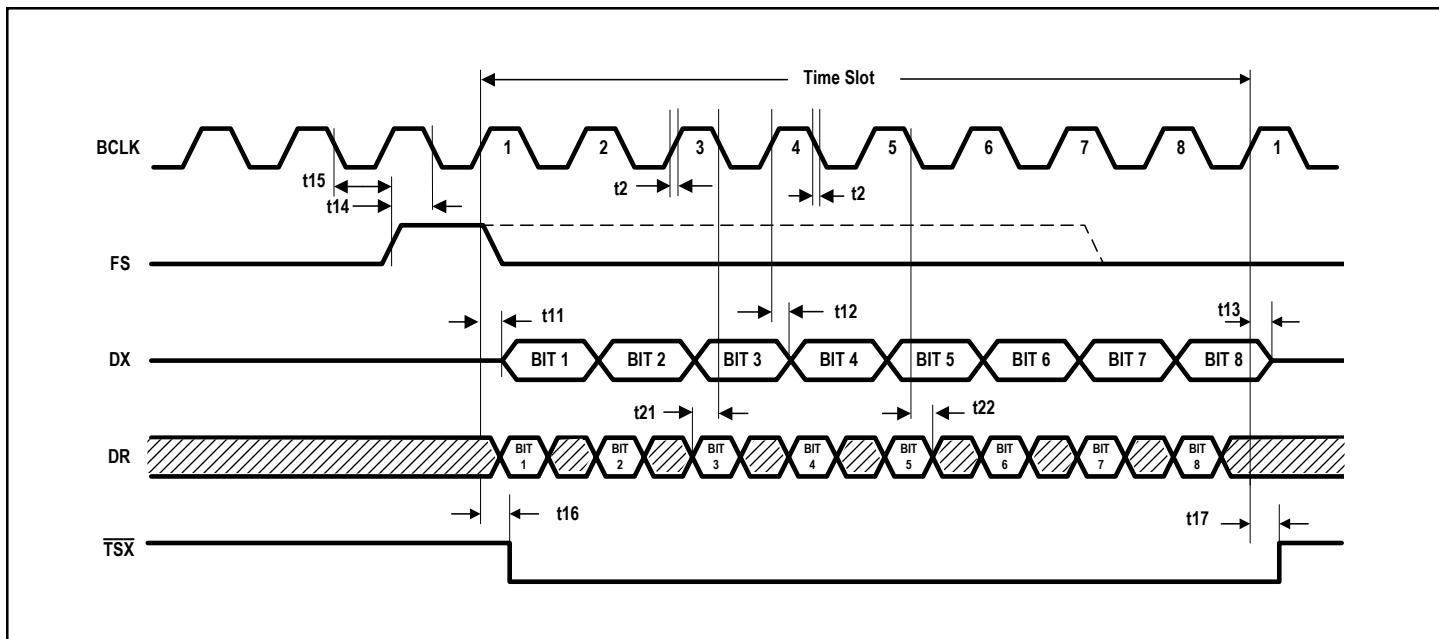 Time Slot
BCLK
1 2 3 4 5 6 7 8 1
t15
t2
t2
t14
FS
t11
t12
t13
DX
BIT 1 BIT 2 BIT 3 BIT 4 BIT 5 BIT 6 BIT 7 BIT 8
t21
t22
DR
BIT 1 BIT 2 BIT 3 BIT 4 BIT 5 BIT 6 BIT 7 BIT 8
t16
t17
TSX